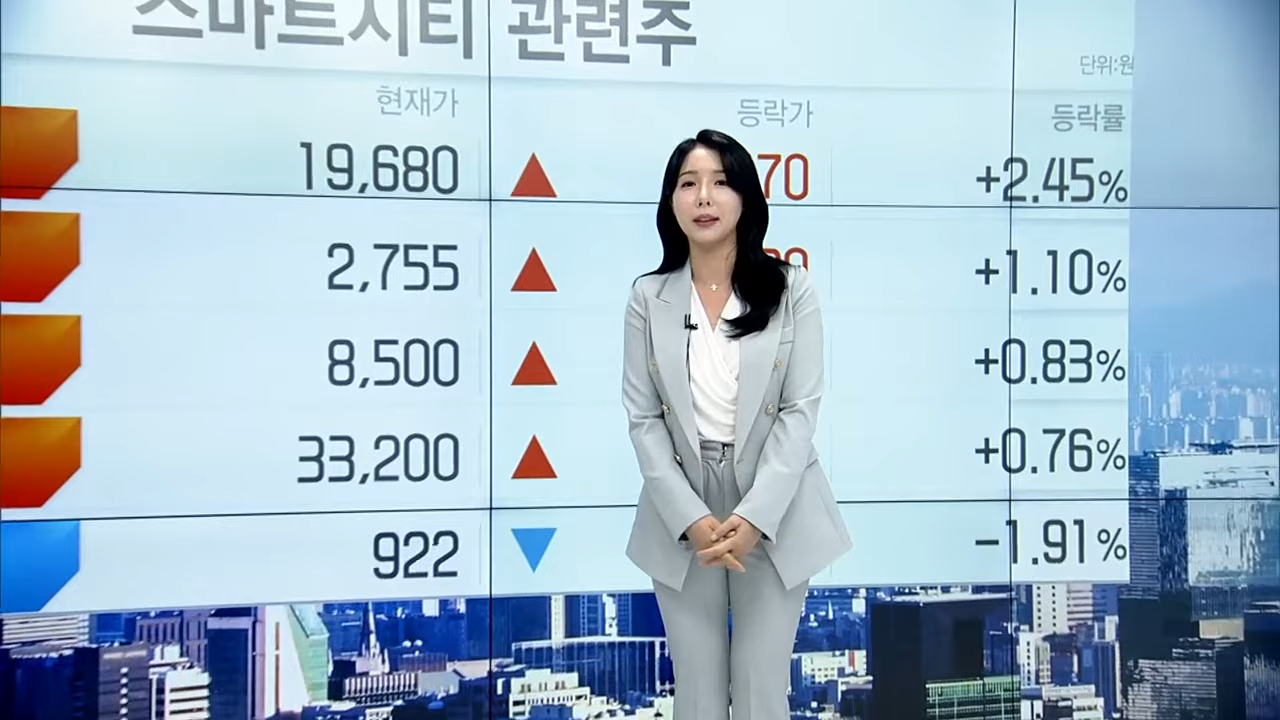 스마트시티 관련주
단위:원
현재가 등락가 등락률
19,680 ▲ 70 +2.45%
2,755 ▲ +1.10%
8,500 ▲ +0.83%
33,200 ▲ +0.76%
922 ▼ -1.91%